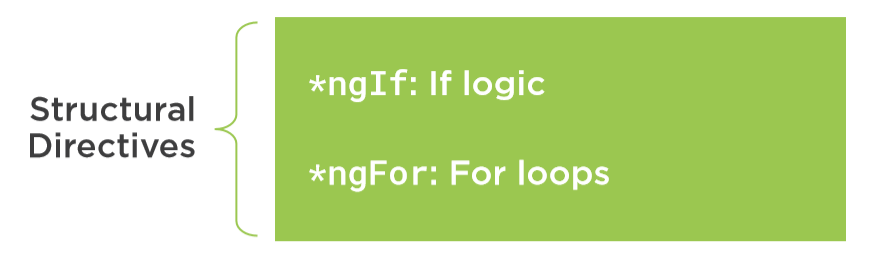 Structural
Directives
*ngIf: If logic
*ngFor: For loops